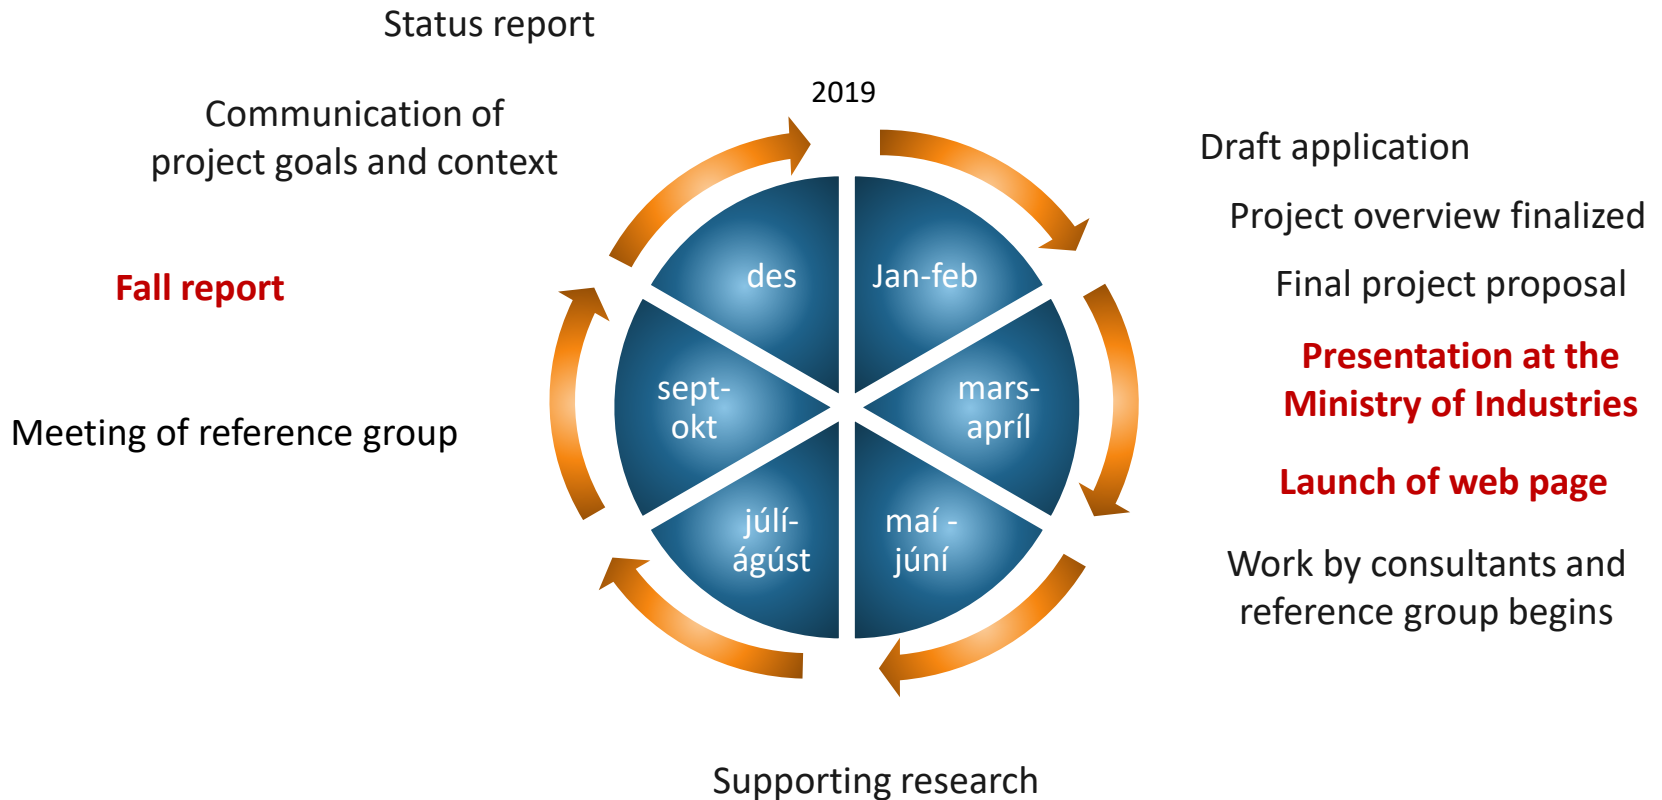 Status report
2019
Communication of
project goals and context
Draft application
Project overview finalized
Final project proposal
Presentation at the
Ministry of Industries
Launch of web page
Work by consultants and
reference group begins
Supporting research
Meeting of reference group
Fall report
des
Jan-feb
mars-
apríl
maí -
júní
júlí-
ágúst
sept-
okt